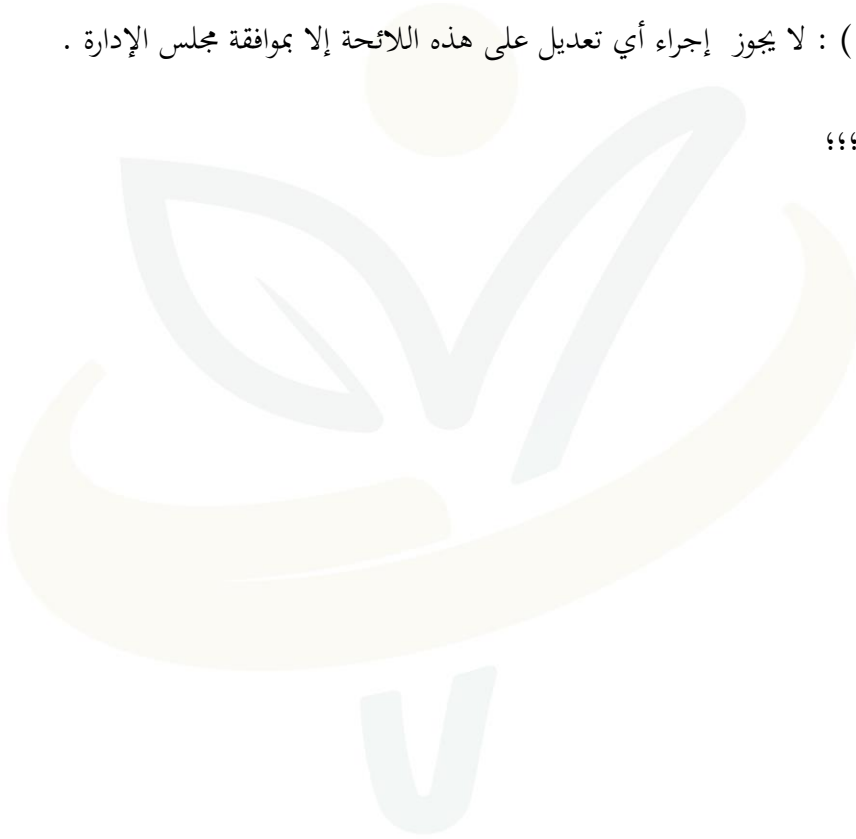 ) : لا يجوز إجراء أي تعديل على هذه اللائحة إلا بموافقة مجلس الإدارة .
؛؛؛